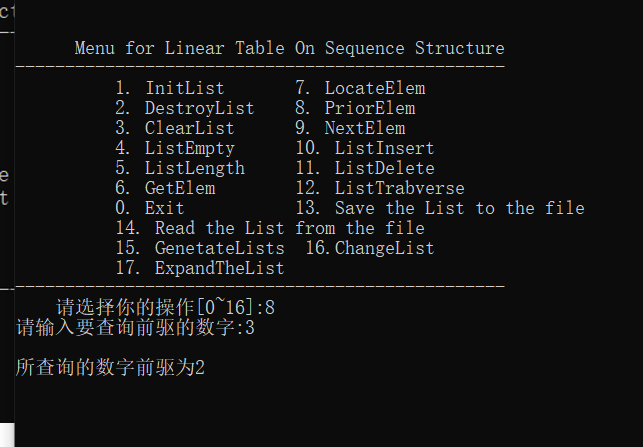 Menu for Linear Table On Sequence Structure
-------------------------------------------------
1. InitList 7. LocateElem
2. DestroyList 8. PriorElem
3. ClearList 9. NextElem
4. ListEmpty 10. ListInsert
5. ListLength 11. ListDelete
6. GetElem 12. ListTrabverse
0. Exit 13. Save the List to the file
14. Read the List from the file
15. GenetateLists 16.ChangeList
17. ExpandTheList
-------------------------------------------------
请选择你的操作[0~16]:8
请输入要查询前驱的数字:3
所查询的数字前驱为2